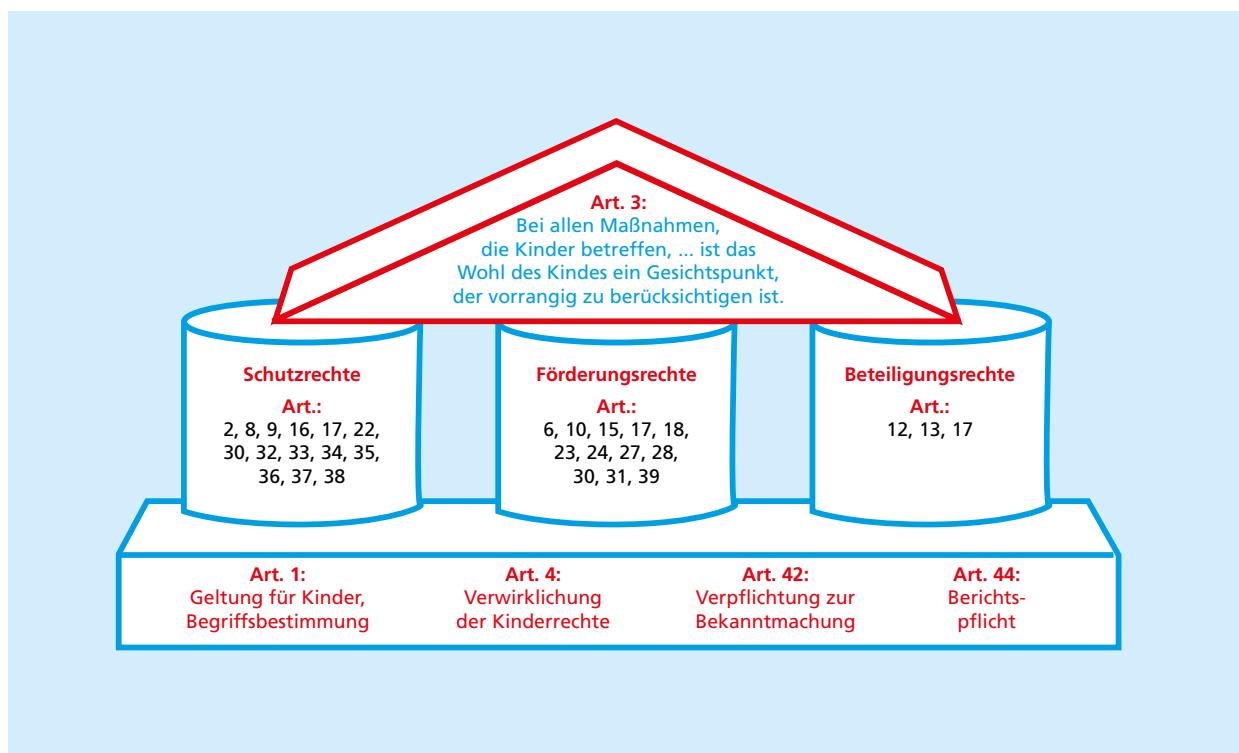 Art. 3:
Bei allen Maßnahmen,
die Kinder betreffen, ... ist das
Wohl des Kindes ein Gesichtspunkt,
der vorrangig zu berücksichtigen ist.
Schutzrechte
Art.:
2, 8, 9, 16, 17, 22,
30, 32, 33, 34, 35,
36, 37, 38
Förderungsrechte
Art.:
6, 10, 15, 17, 18,
23, 24, 27, 28,
30, 31, 39
Beteiligungsrechte
Art.:
12, 13, 17
Art. 1:
Geltung für Kinder,
Begriffsbestimmung
Art. 4:
Verwirklichung
der Kinderrechte
Art. 42:
Verpflichtung zur
Bekanntmachung
Art. 44:
Berichts-
pflicht